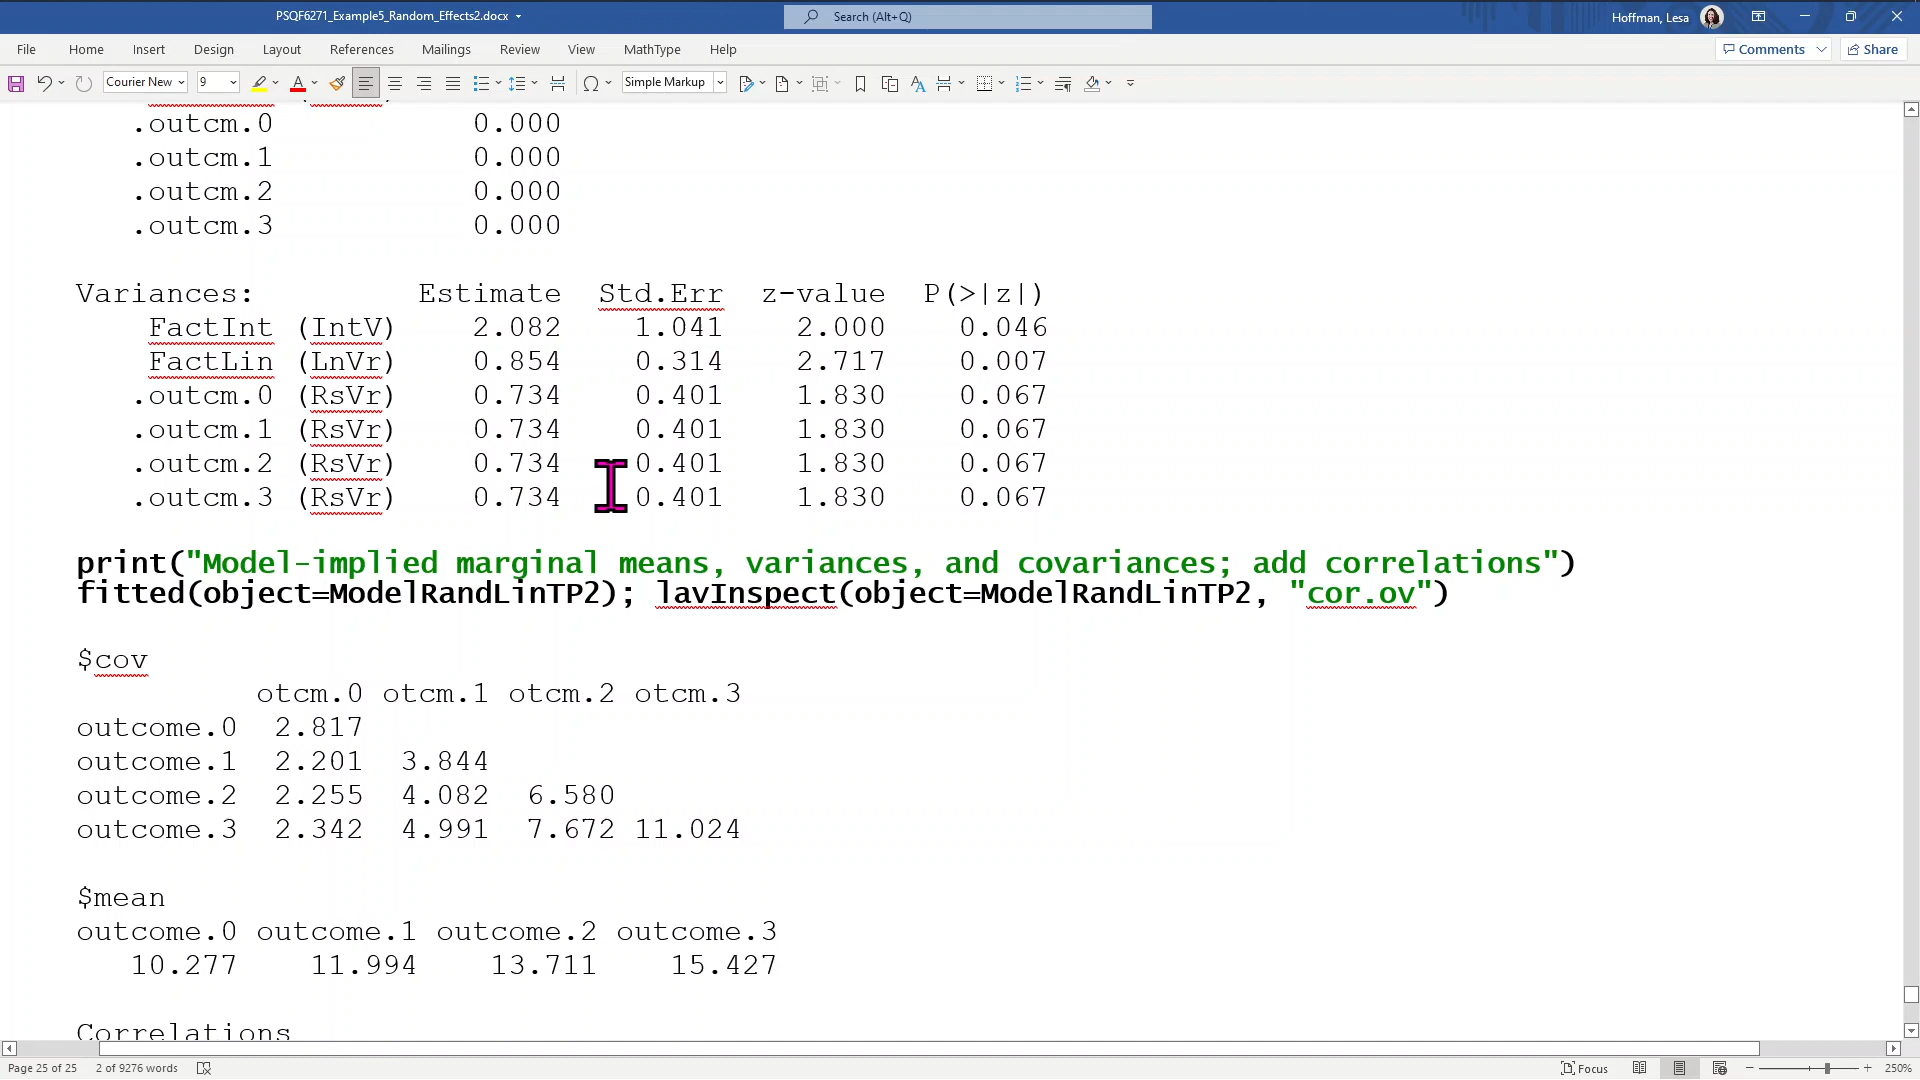 PSQF6271_Example5_Random_Effects2.docx
Search (Alt+Q)
Hoffman, Lesa
File Home Insert Design Layout References Mailings Review View MathType Help
Comments Share
Courier New 9 Simple Markup
.outcm.0 0.000
.outcm.1 0.000
.outcm.2 0.000
.outcm.3 0.000
Variances: Estimate Std.Err z-value P(>|z|)
FactInt (IntV) 2.082 1.041 2.000 0.046
FactLin (LnVr) 0.854 0.314 2.717 0.007
.outcm.0 (RsVr) 0.734 0.401 1.830 0.067
.outcm.1 (RsVr) 0.734 0.401 1.830 0.067
.outcm.2 (RsVr) 0.734 0.401 1.830 0.067
.outcm.3 (RsVr) 0.734 0.401 1.830 0.067
print("Model-implied marginal means, variances, and covariances; add correlations")
fitted(object=ModelRandLinTP2); lavInspect(object=ModelRandLinTP2, "cor.ov")
$cov
otcm.0 otcm.1 otcm.2 otcm.3
outcome.0 2.817
outcome.1 2.201 3.844
outcome.2 2.255 4.082 6.580
outcome.3 2.342 4.991 7.672 11.024
$mean
outcome.0 outcome.1 outcome.2 outcome.3
10.277 11.994 13.711 15.427
Correlations
Page 25 of 25 2 of 9276 words Focus 250%